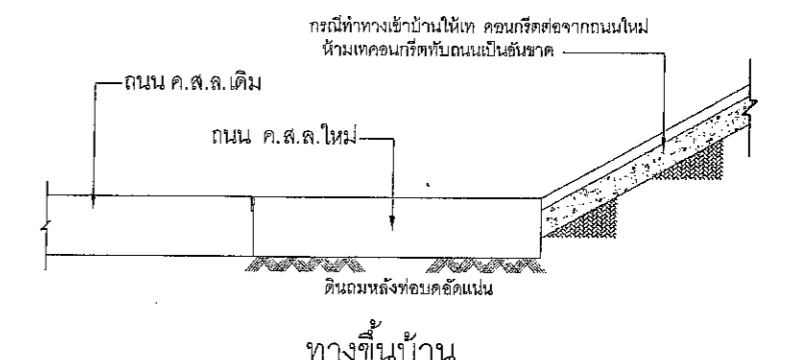 กรณีทำทางเข้าบ้านให้เท คอนกรีตต่อจากถนนใหม่
ห้ามเทคอนกรีตทับถนนเป็นอันขาด
ถนน ค.ส.ล.เดิม
ถนน ค.ส.ล.ใหม่
ดินถมหลังท่อบดอัดแน่น
ทางขึ้นบ้าน